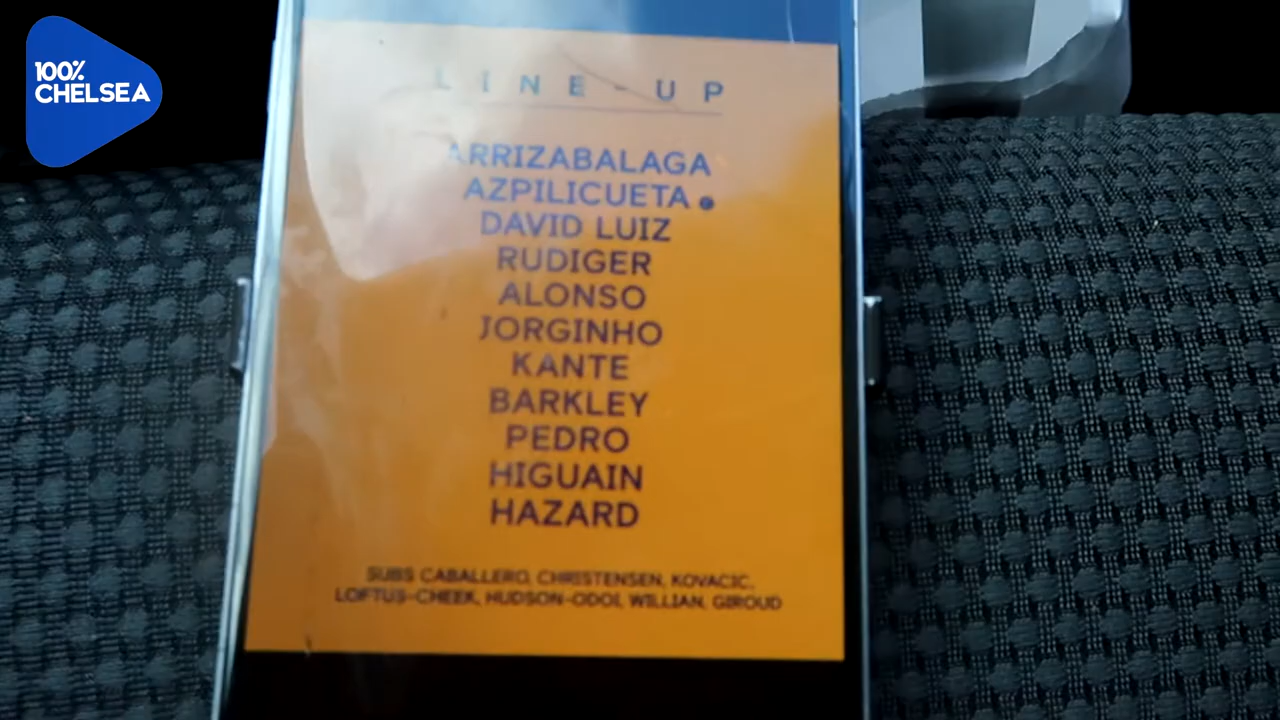 100%
CHELSEA
LINE-UP
ARRIZABALAGA
AZPILICUETA
DAVID LUIZ
RUDIGER
ALONSO
JORGINHO
KANTE
BARKLEY
PEDRO
HIGUAIN
HAZARD
SUBS CABALLERO, CHRISTENSEN, KOVACIC,
LOFTUS-CHEEK, HUDSON-ODOI, WILLIAN, GIROUD